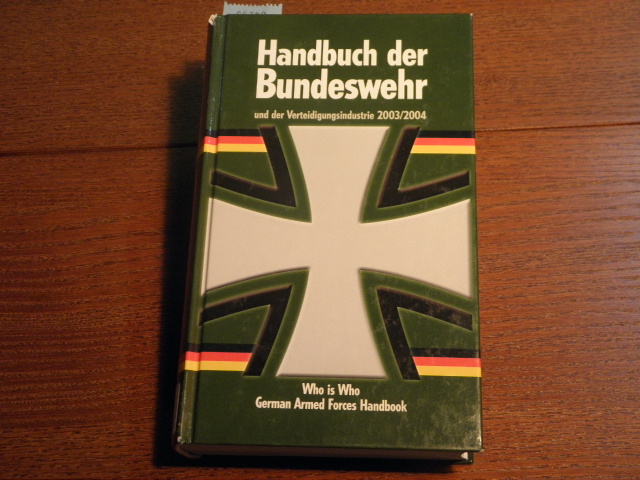 Handbuch der
Bundeswehr
und der Verteidigungsindustrie 2003/2004
Who is Who
German Armed Forces Handbook